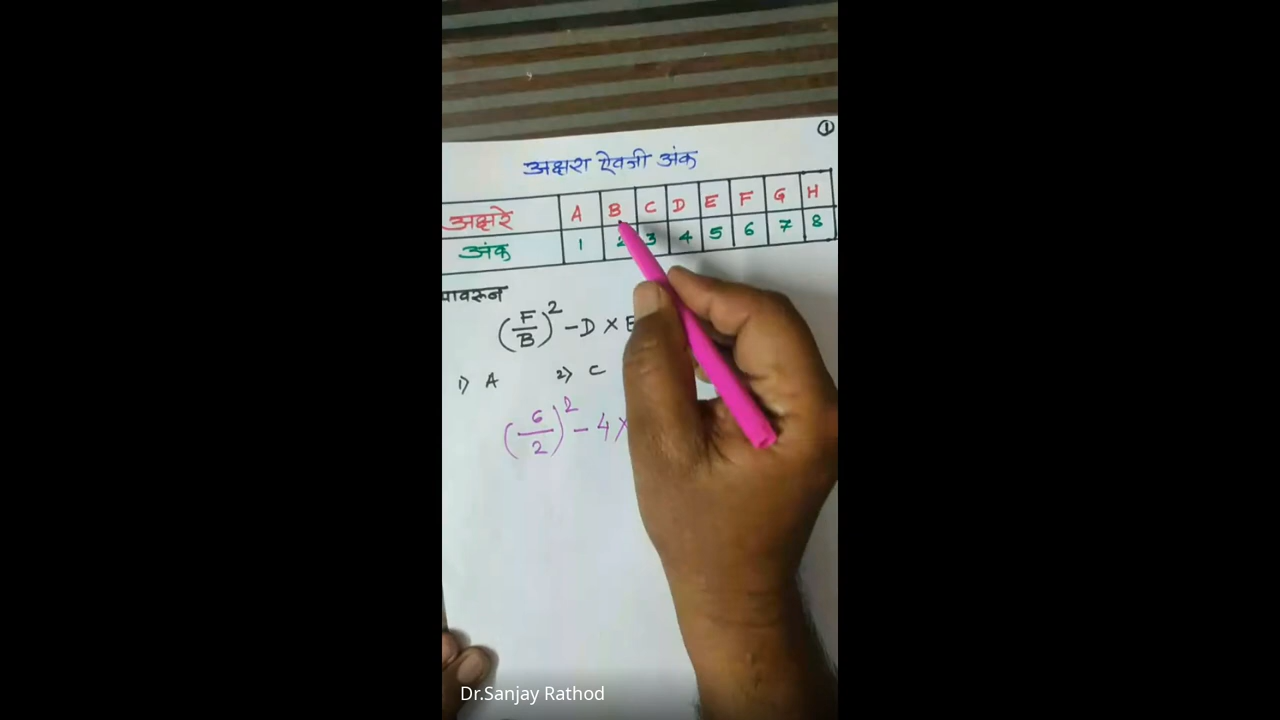 ①
अक्षरा ऐवजी अंक
अक्षरे A B C D E F G H
अंक 1 2 3 4 5 6 7 8
यावरून
(F/B)² - D ×
1) A 2) C
(6/2)² - 4 ×
Dr.Sanjay Rathod